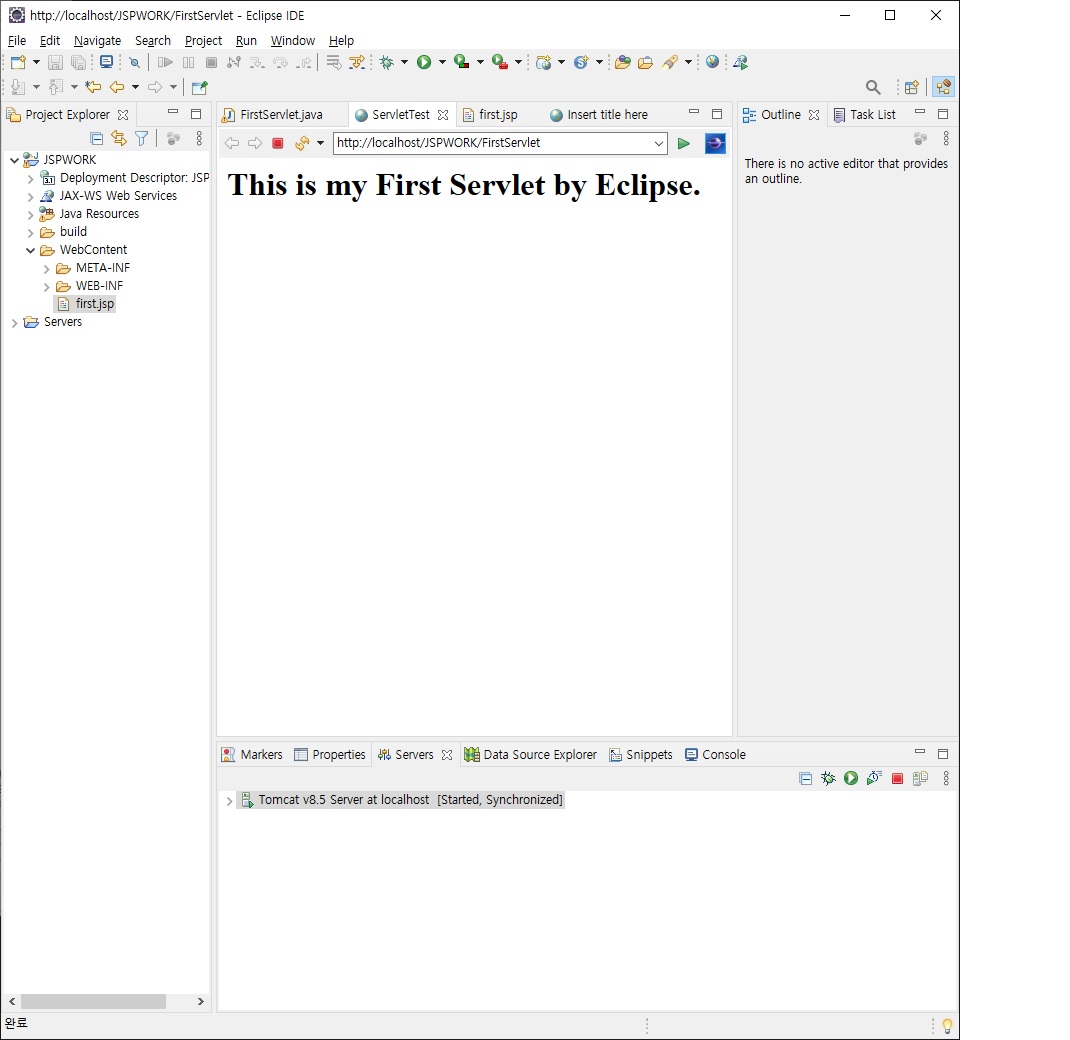 http://localhost/JSPWORK/FirstServlet - Eclipse IDE
File Edit Navigate Search Project Run Window Help
Project Explorer
JSPWORK
Deployment Descriptor: JSP
JAX-WS Web Services
Java Resources
build
WebContent
META-INF
WEB-INF
first.jsp
Servers
FirstServlet.java ServletTest first.jsp Insert title here
http://localhost/JSPWORK/FirstServlet
This is my First Servlet by Eclipse.
Outline Task List
There is no active editor that provides
an outline.
Markers Properties Servers Data Source Explorer Snippets Console
Tomcat v8.5 Server at localhost [Started, Synchronized]
완료